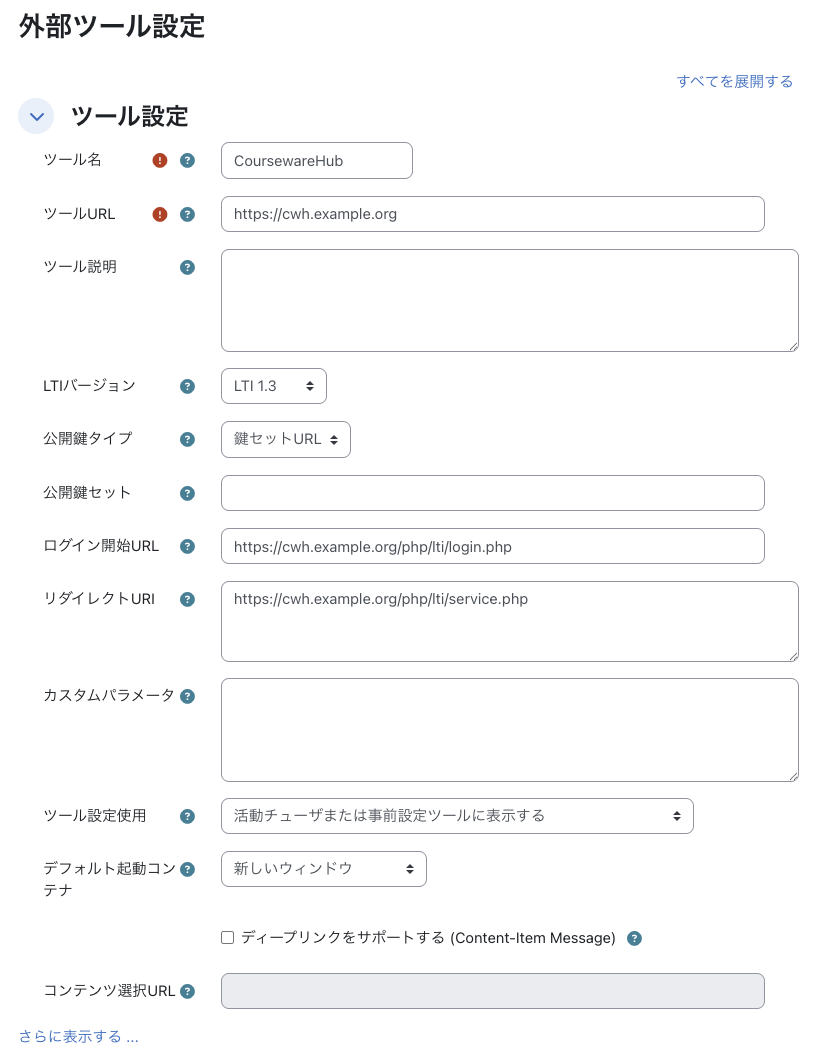 外部ツール設定
すべてを展開する
ツール設定
ツール名 CoursewareHub
ツールURL https://cwh.example.org
ツール説明
LTIバージョン LTI 1.3
公開鍵タイプ 鍵セットURL
公開鍵セット
ログイン開始URL https://cwh.example.org/php/lti/login.php
リダイレクトURI https://cwh.example.org/php/lti/service.php
カスタムパラメータ
ツール設定使用 活動チューザまたは事前設定ツールに表示する
デフォルト起動コン 新しいウィンドウ
テナ
ディープリンクをサポートする (Content-Item Message)
コンテンツ選択URL
さらに表示する ...